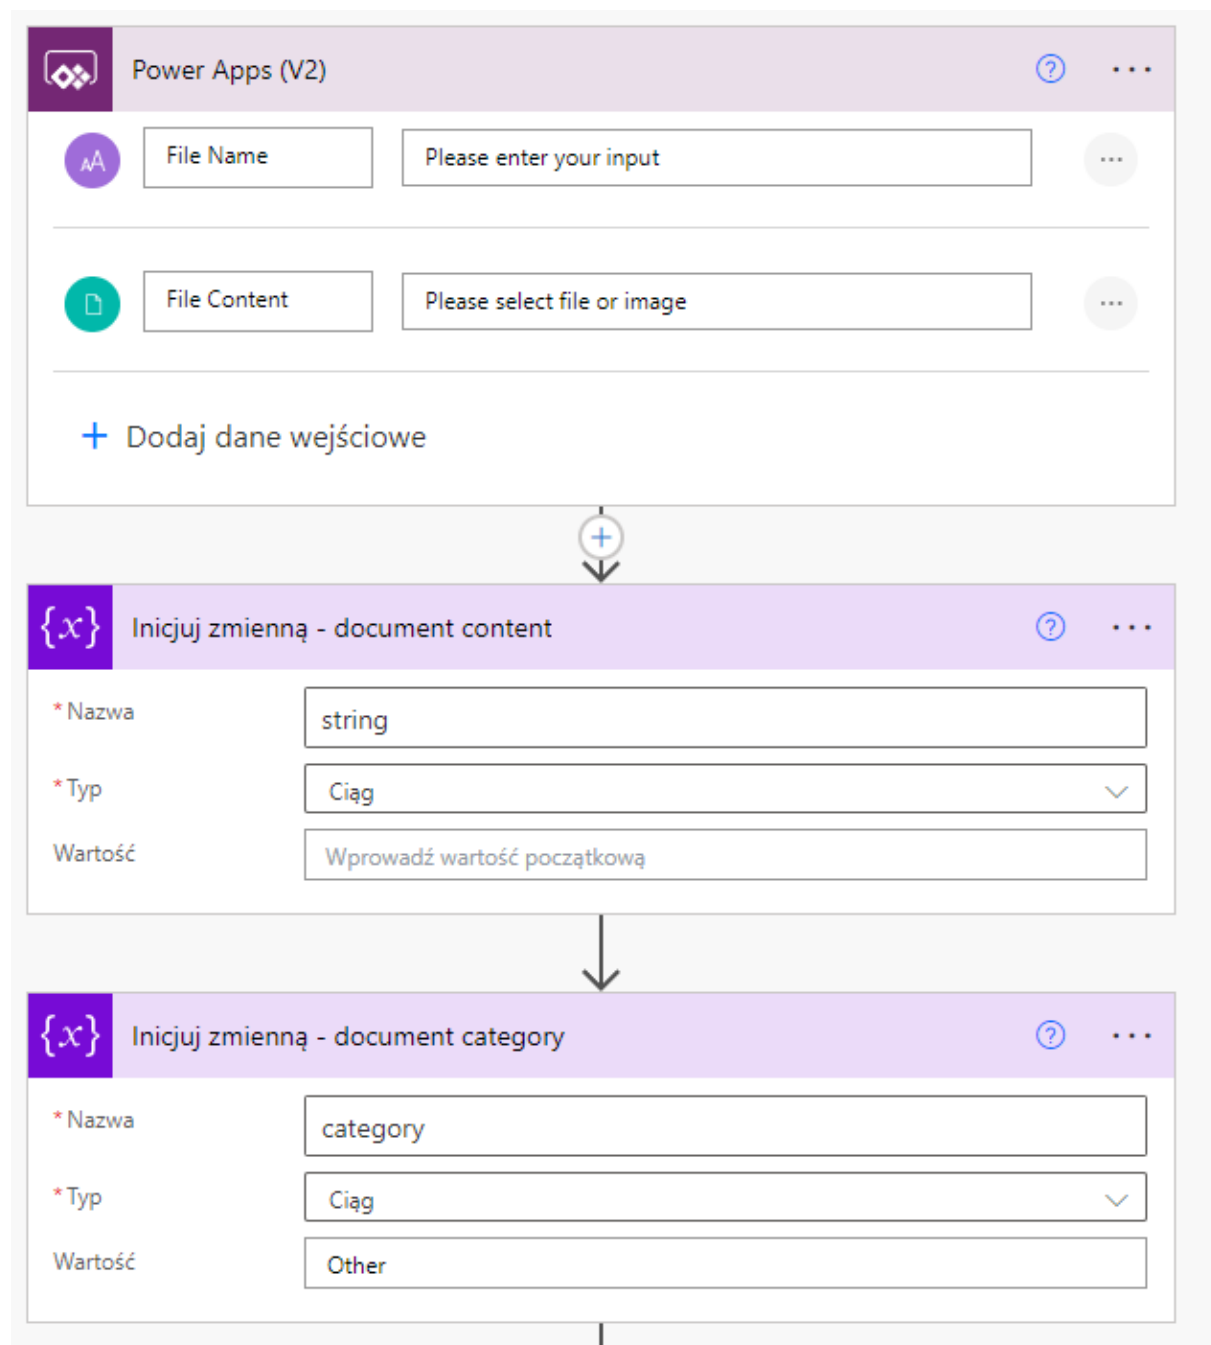 Power Apps (V2)
File Name
Please enter your input
File Content
Please select file or image
+ Dodaj dane wejściowe
{x} Inicjuj zmienną - document content
* Nazwa
string
* Typ
Ciąg
Wartość
Wprowadź wartość początkową
{x} Inicjuj zmienną - document category
* Nazwa
category
* Typ
Ciąg
Wartość
Other